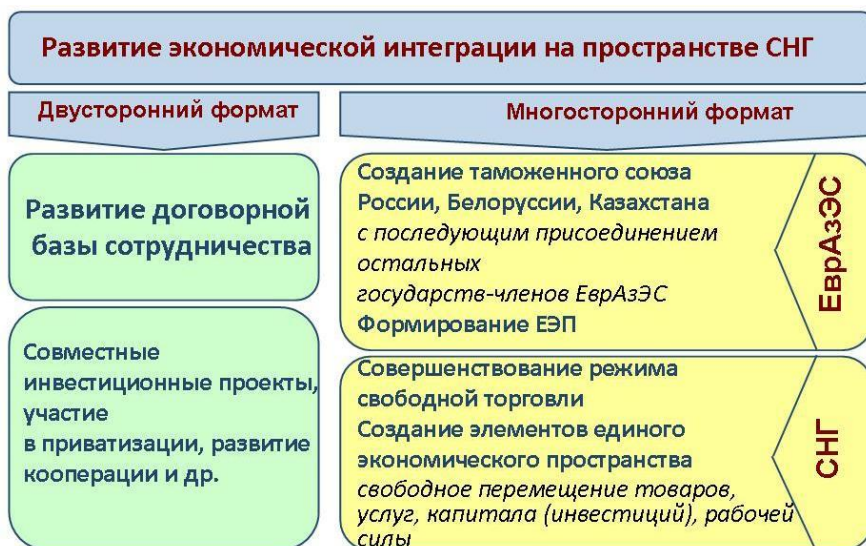 Развитие экономической интеграции на пространстве СНГ
Двусторонний формат
Развитие договорной
базы сотрудничества
Совместные
инвестиционные проекты,
участие
в приватизации, развитие
кооперации и др.
Многосторонний формат
Создание таможенного союза
России, Белоруссии, Казахстана
с последующим присоединением
остальных
государств-членов ЕврАзЭС
Формирование ЕЭП
ЕврАзЭС
Совершенствование режима
свободной торговли
Создание элементов единого
экономического пространства
свободное перемещение товаров,
услуг, капитала (инвестиций), рабочей
силы
СНГ